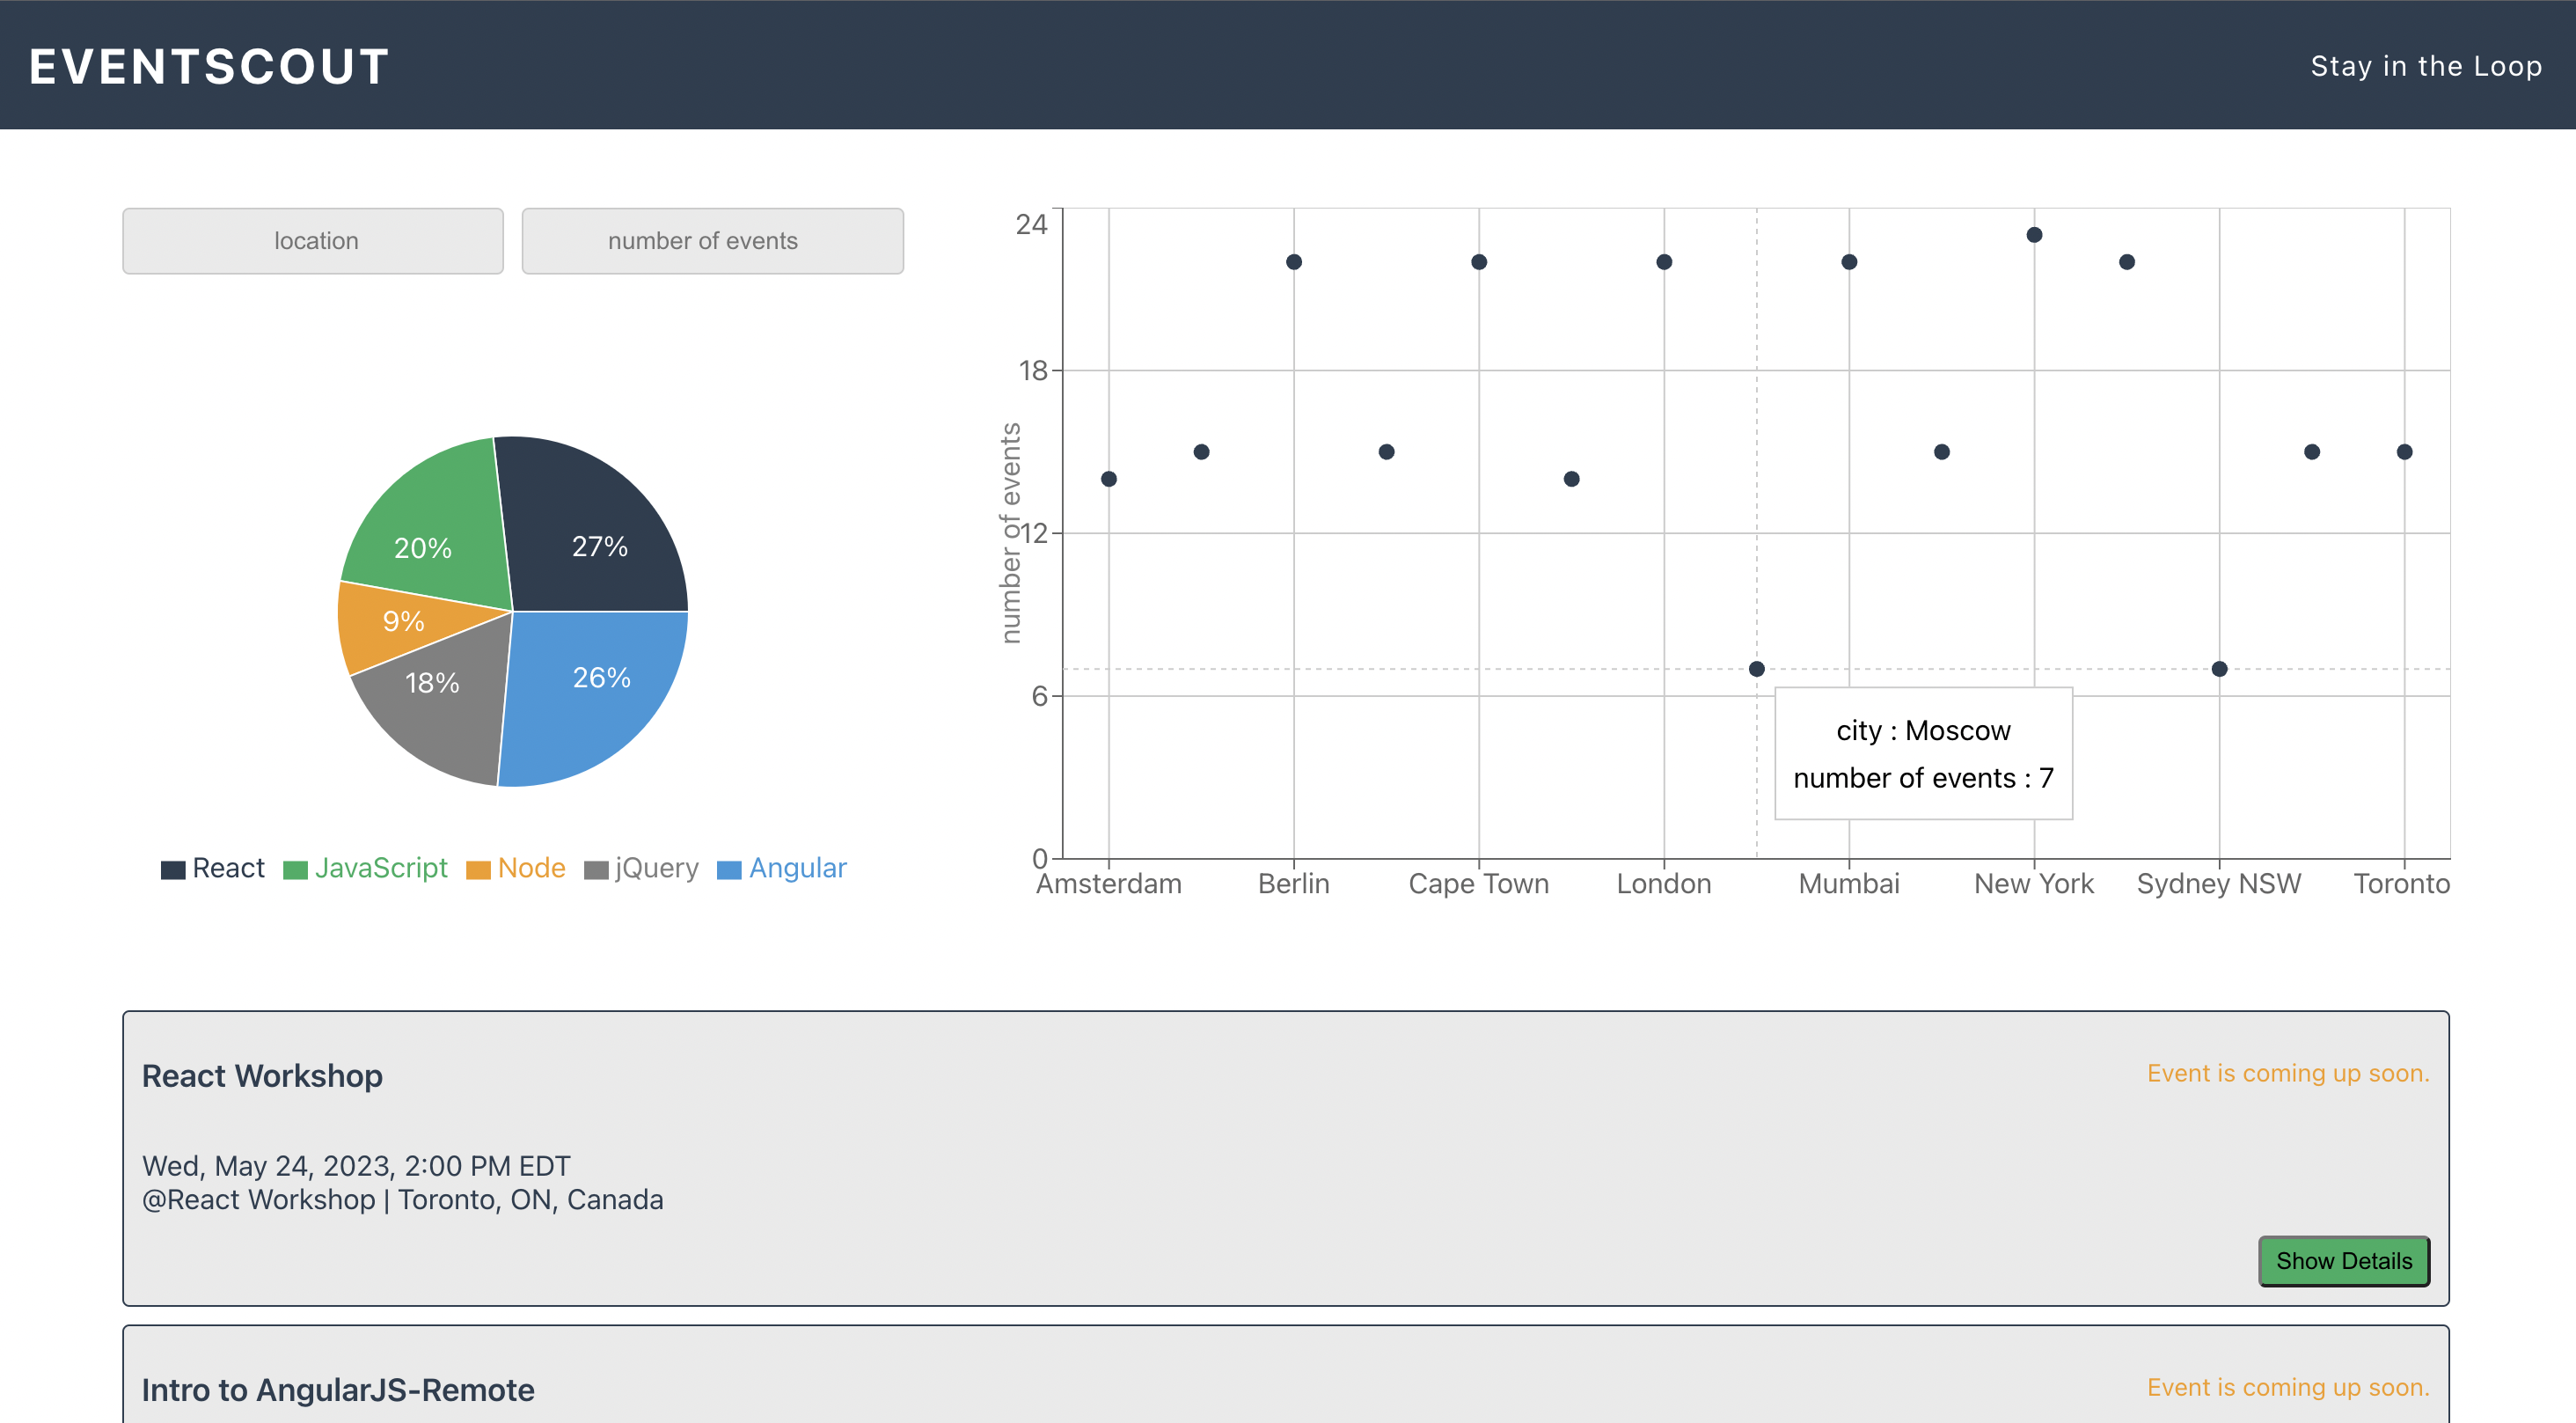 EVENTSCOUT
Stay in the Loop
location
number of events
27%
20%
9%
18%
26%
React JavaScript Node jQuery Angular
number of events
24
18
12
6
0
Amsterdam Berlin Cape Town London Mumbai New York Sydney NSW Toronto
city : Moscow
number of events : 7
React Workshop
Event is coming up soon.
Wed, May 24, 2023, 2:00 PM EDT
@React Workshop | Toronto, ON, Canada
Show Details
Intro to AngularJS-Remote
Event is coming up soon.